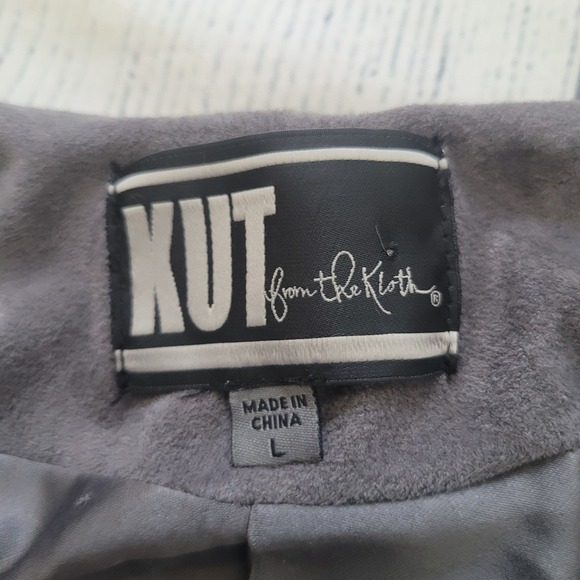 KUT from the Kloth®
MADE IN
CHINA
L